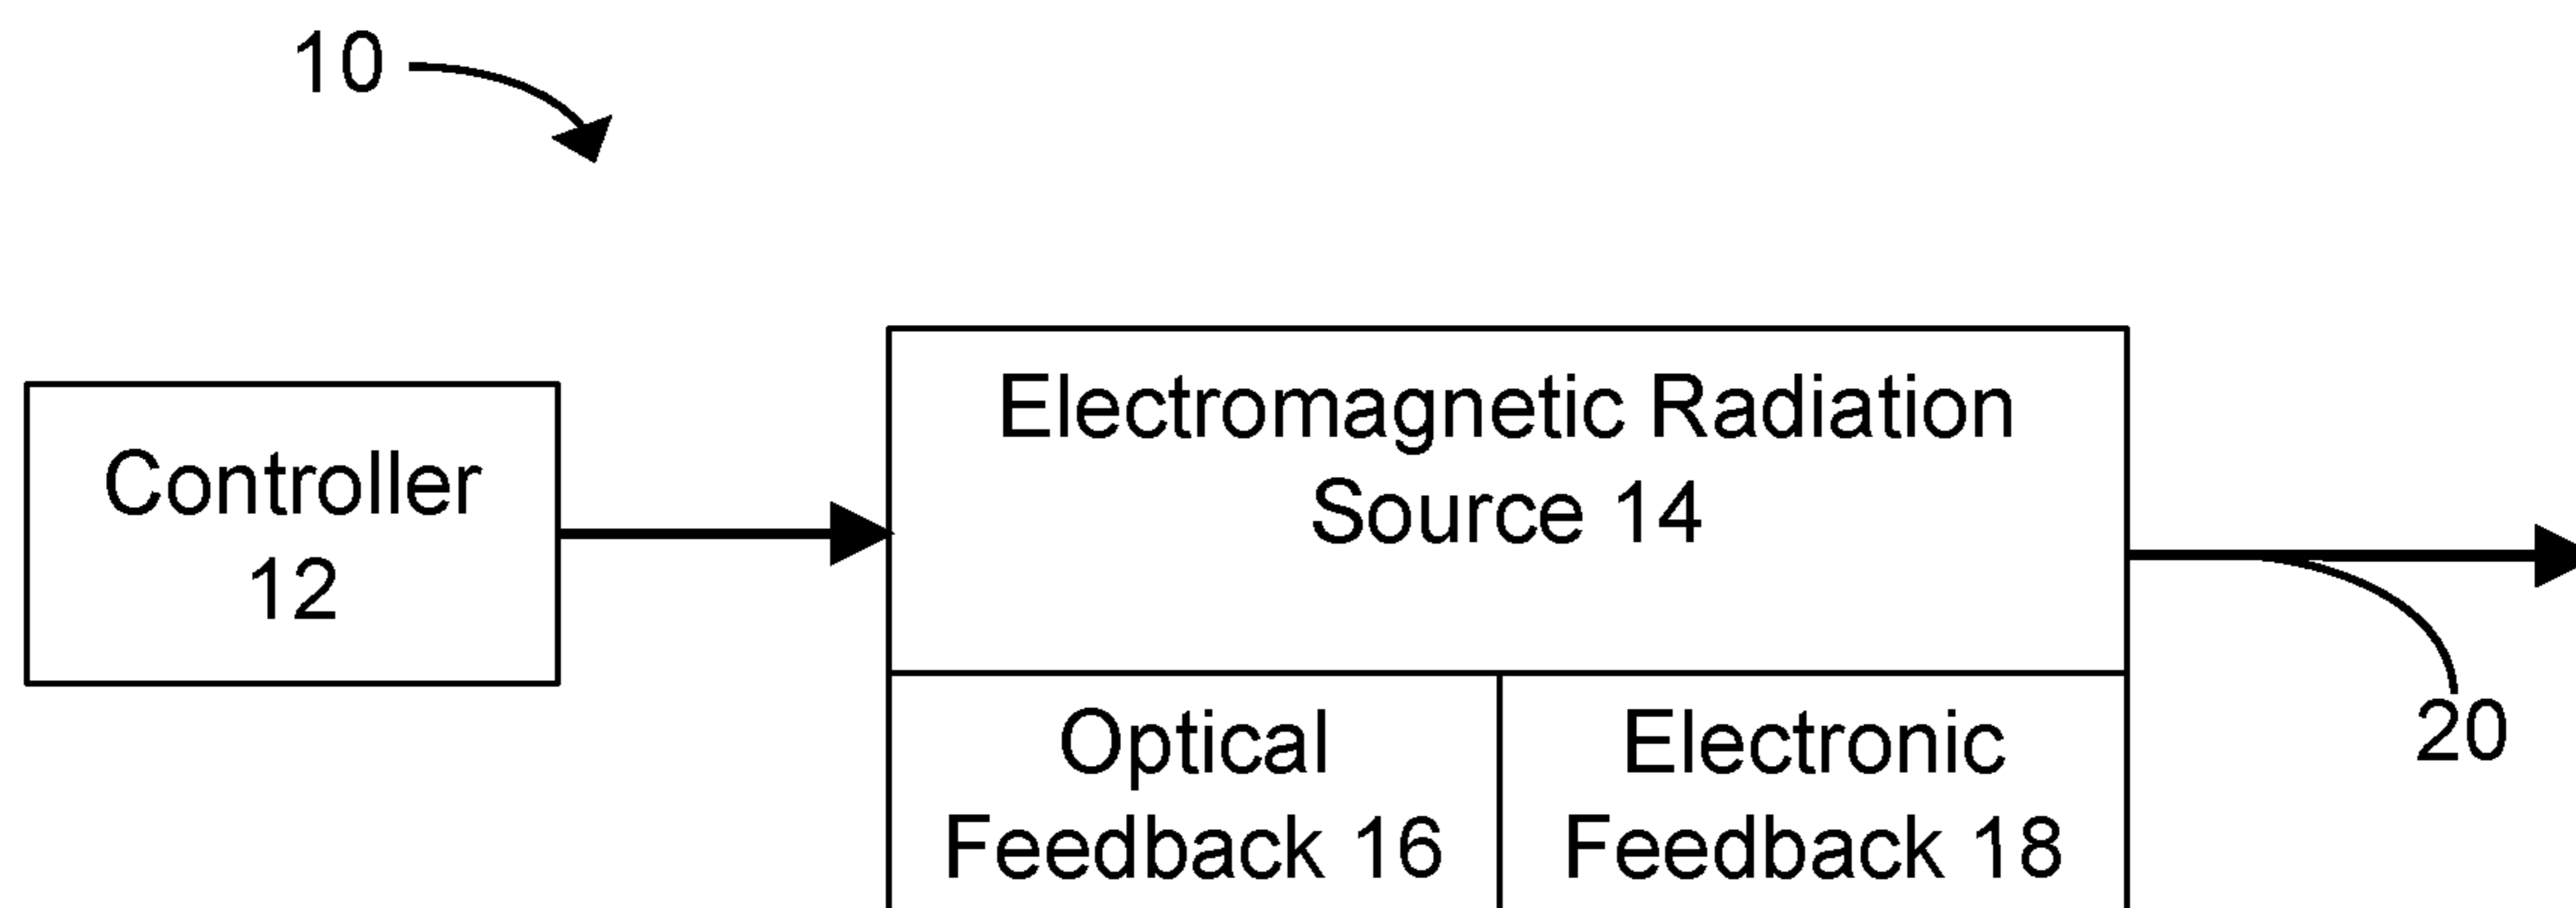 10
Controller
12
Electromagnetic Radiation
Source 14
Optical
Feedback 16
Electronic
Feedback 18
20